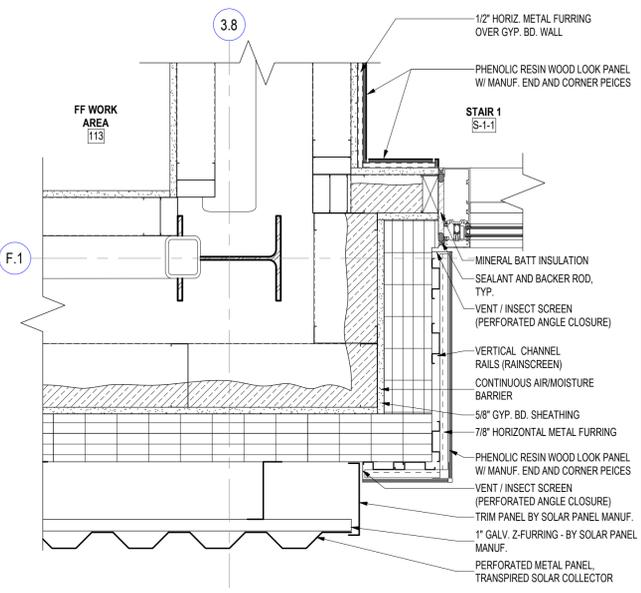 3.8
1/2" HORIZ. METAL FURRING
OVER GYP. BD. WALL
PHENOLIC RESIN WOOD LOOK PANEL
W/ MANUF. END AND CORNER PEICES
FF WORK
AREA
113
STAIR 1
S-1-1
F.1
MINERAL BATT INSULATION
SEALANT AND BACKER ROD,
TYP.
VENT / INSECT SCREEN
(PERFORATED ANGLE CLOSURE)
VERTICAL CHANNEL
RAILS (RAINSCREEN)
CONTINUOUS AIR/MOISTURE
BARRIER
5/8" GYP. BD. SHEATHING
7/8" HORIZONTAL METAL FURRING
PHENOLIC RESIN WOOD LOOK PANEL
W/ MANUF. END AND CORNER PEICES
VENT / INSECT SCREEN
(PERFORATED ANGLE CLOSURE)
TRIM PANEL BY SOLAR PANEL MANUF.
1" GALV. Z-FURRING - BY SOLAR PANEL
MANUF.
PERFORATED METAL PANEL,
TRANSPIRED SOLAR COLLECTOR